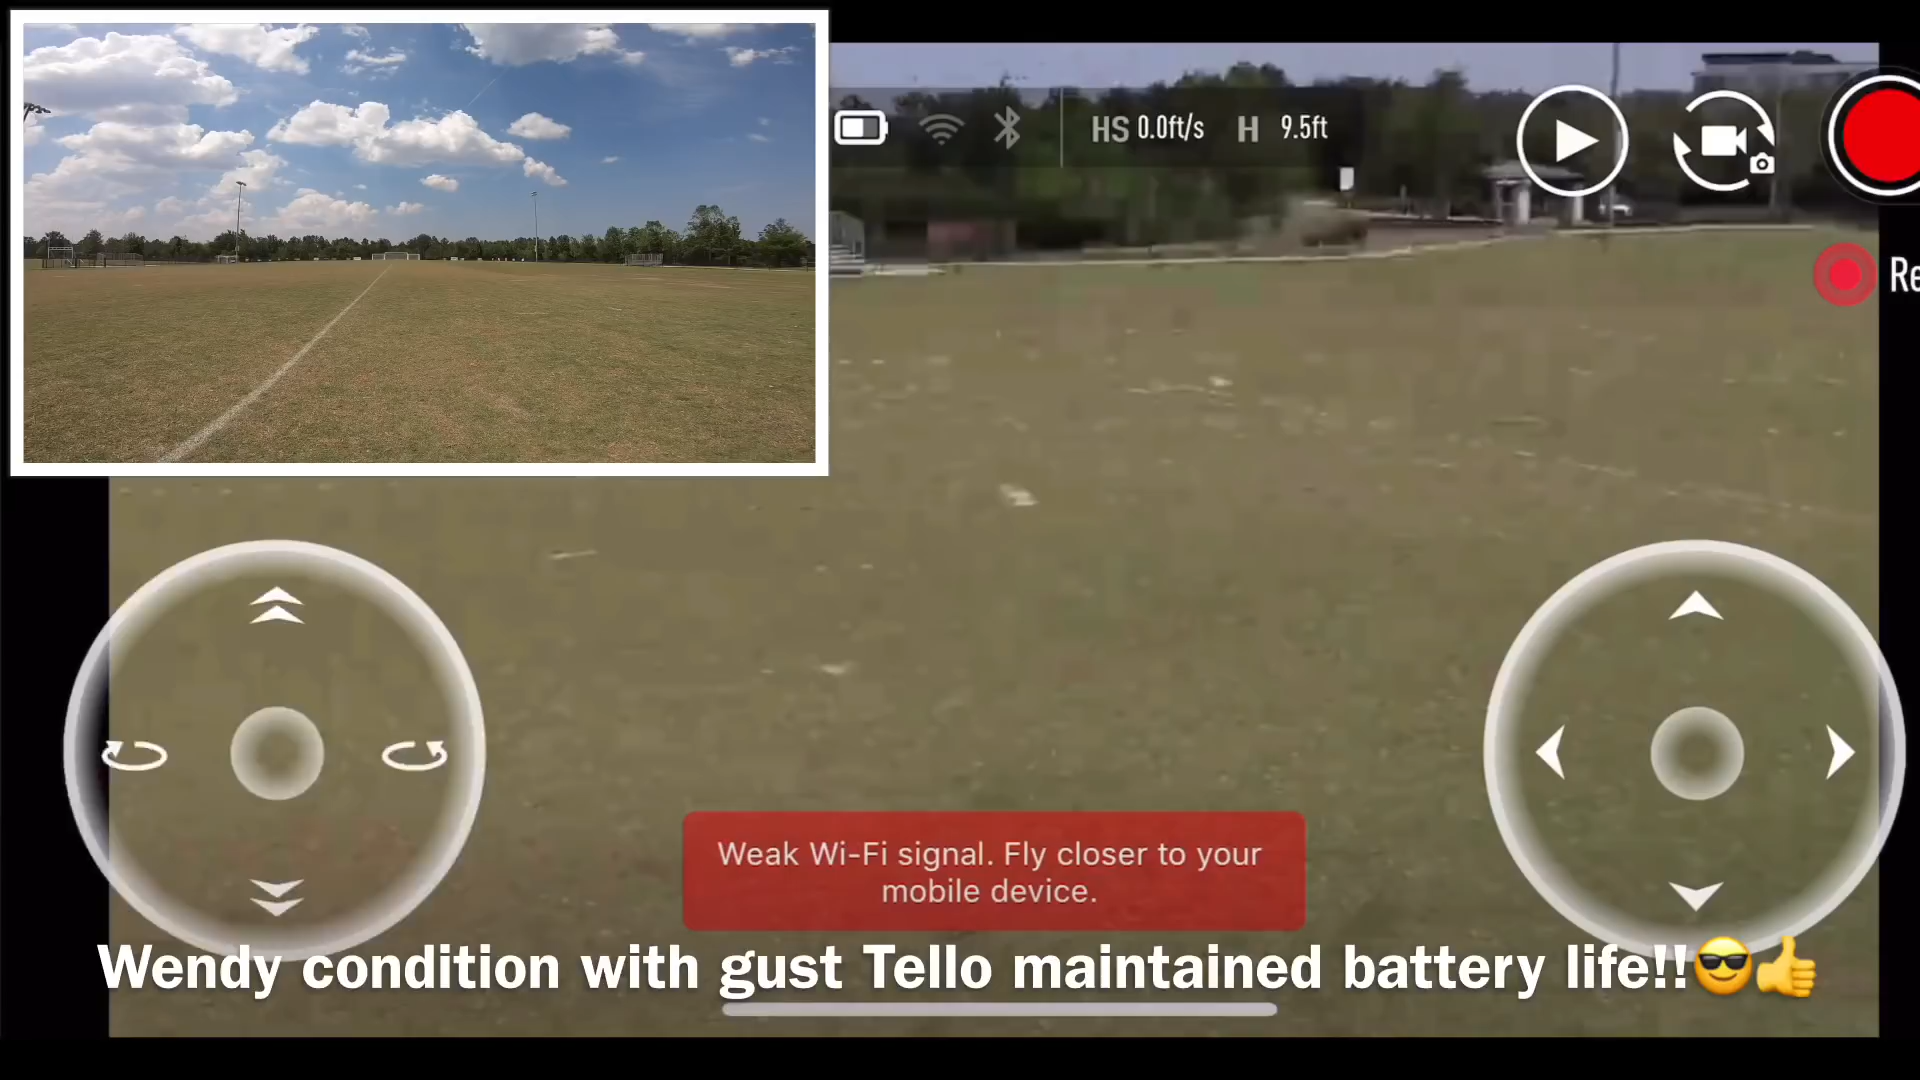 HS 0.0ft/s H 9.5ft
Re
Weak Wi-Fi signal. Fly closer to your
mobile device.
Wendy condition with gust Tello maintained battery life!!😎👍